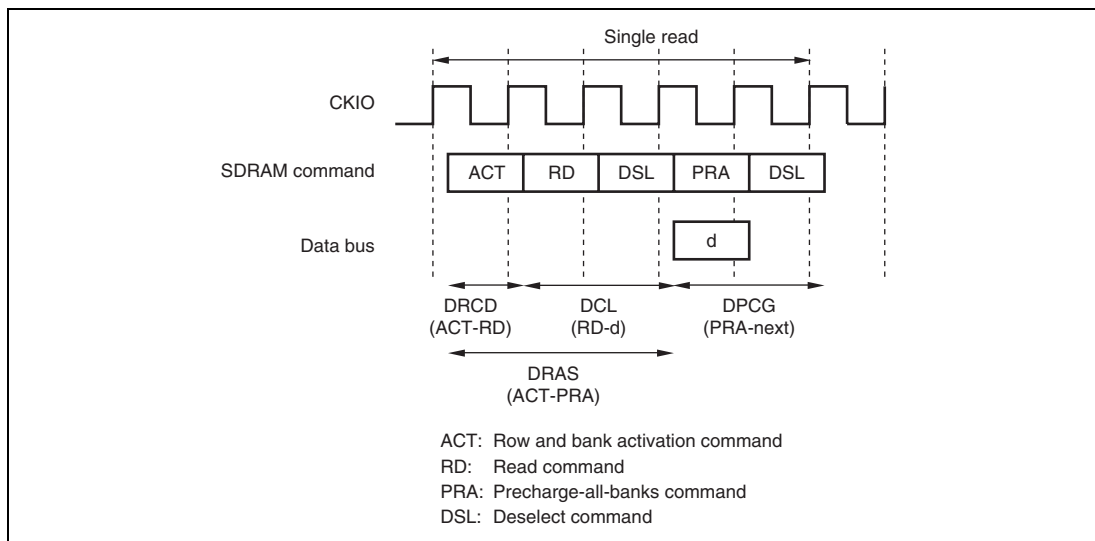 Single read
CKIO
SDRAM command
ACT RD DSL PRA DSL
Data bus
d
DRCD DCL DPCG
(ACT-RD) (RD-d) (PRA-next)
DRAS
(ACT-PRA)
ACT: Row and bank activation command
RD: Read command
PRA: Precharge-all-banks command
DSL: Deselect command